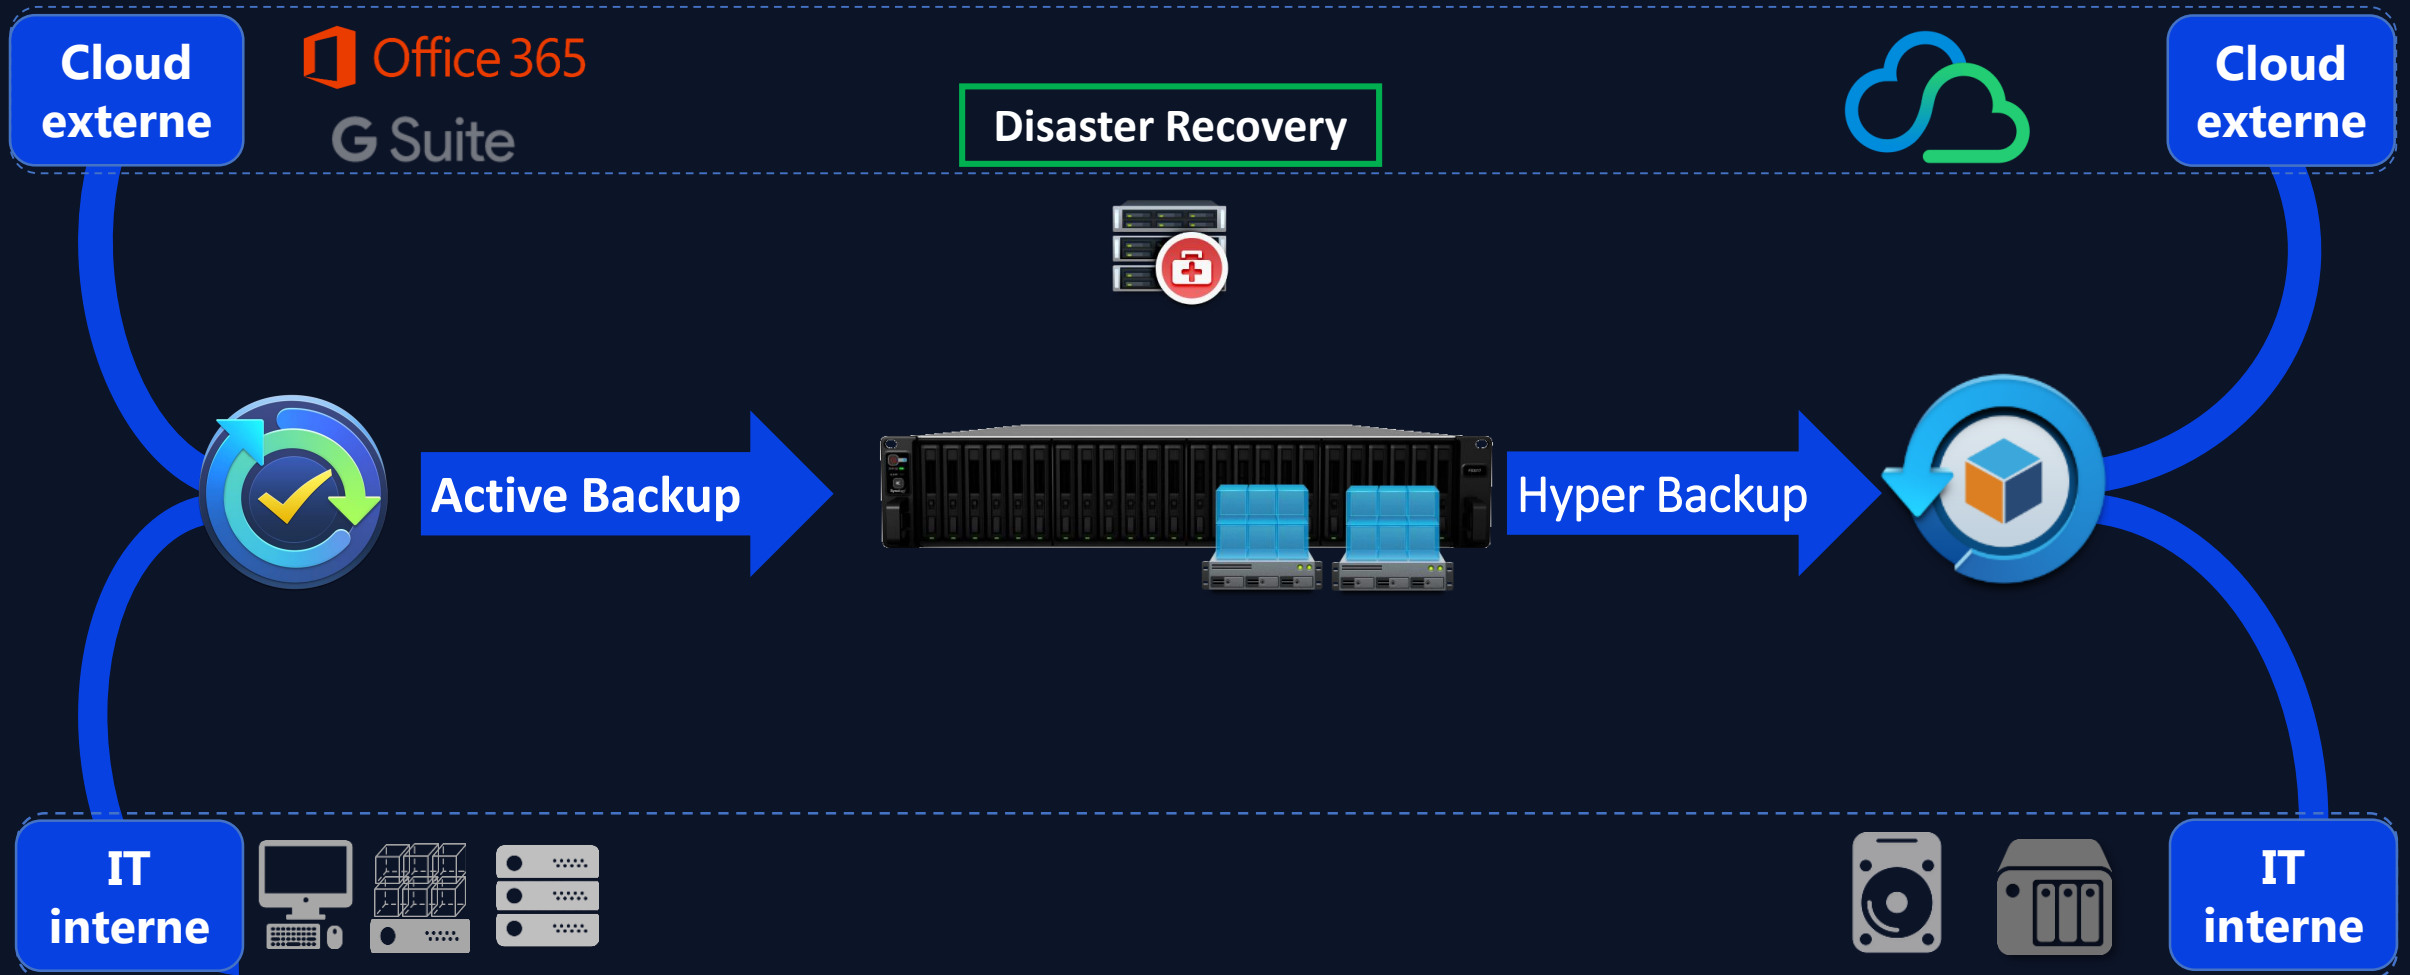 Cloud
externe
Office 365
G Suite
Disaster Recovery
Cloud
externe
Active Backup
Hyper Backup
IT
interne
IT
interne